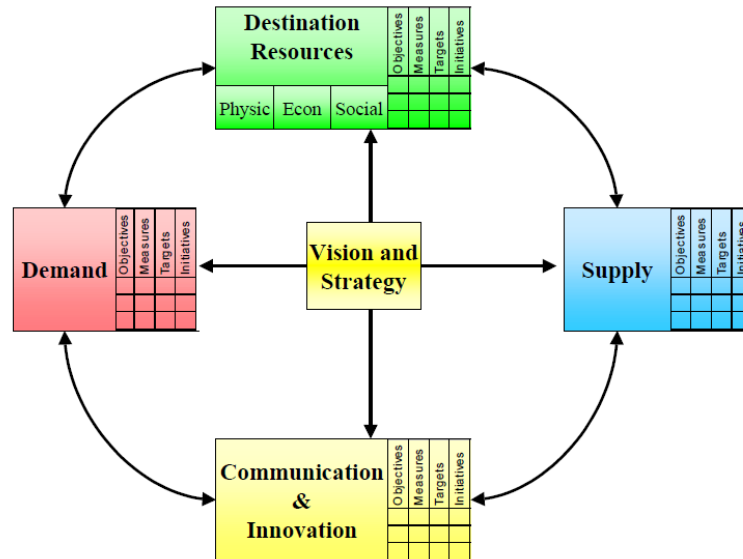 Destination
Resources
Objectives
Measures
Targets
Initiatives
Physic
Econ
Social
Demand
Objectives
Measures
Targets
Initiatives
Vision and
Strategy
Supply
Objectives
Measures
Targets
Initiatives
Communication
&
Innovation
Objectives
Measures
Targets
Initiatives